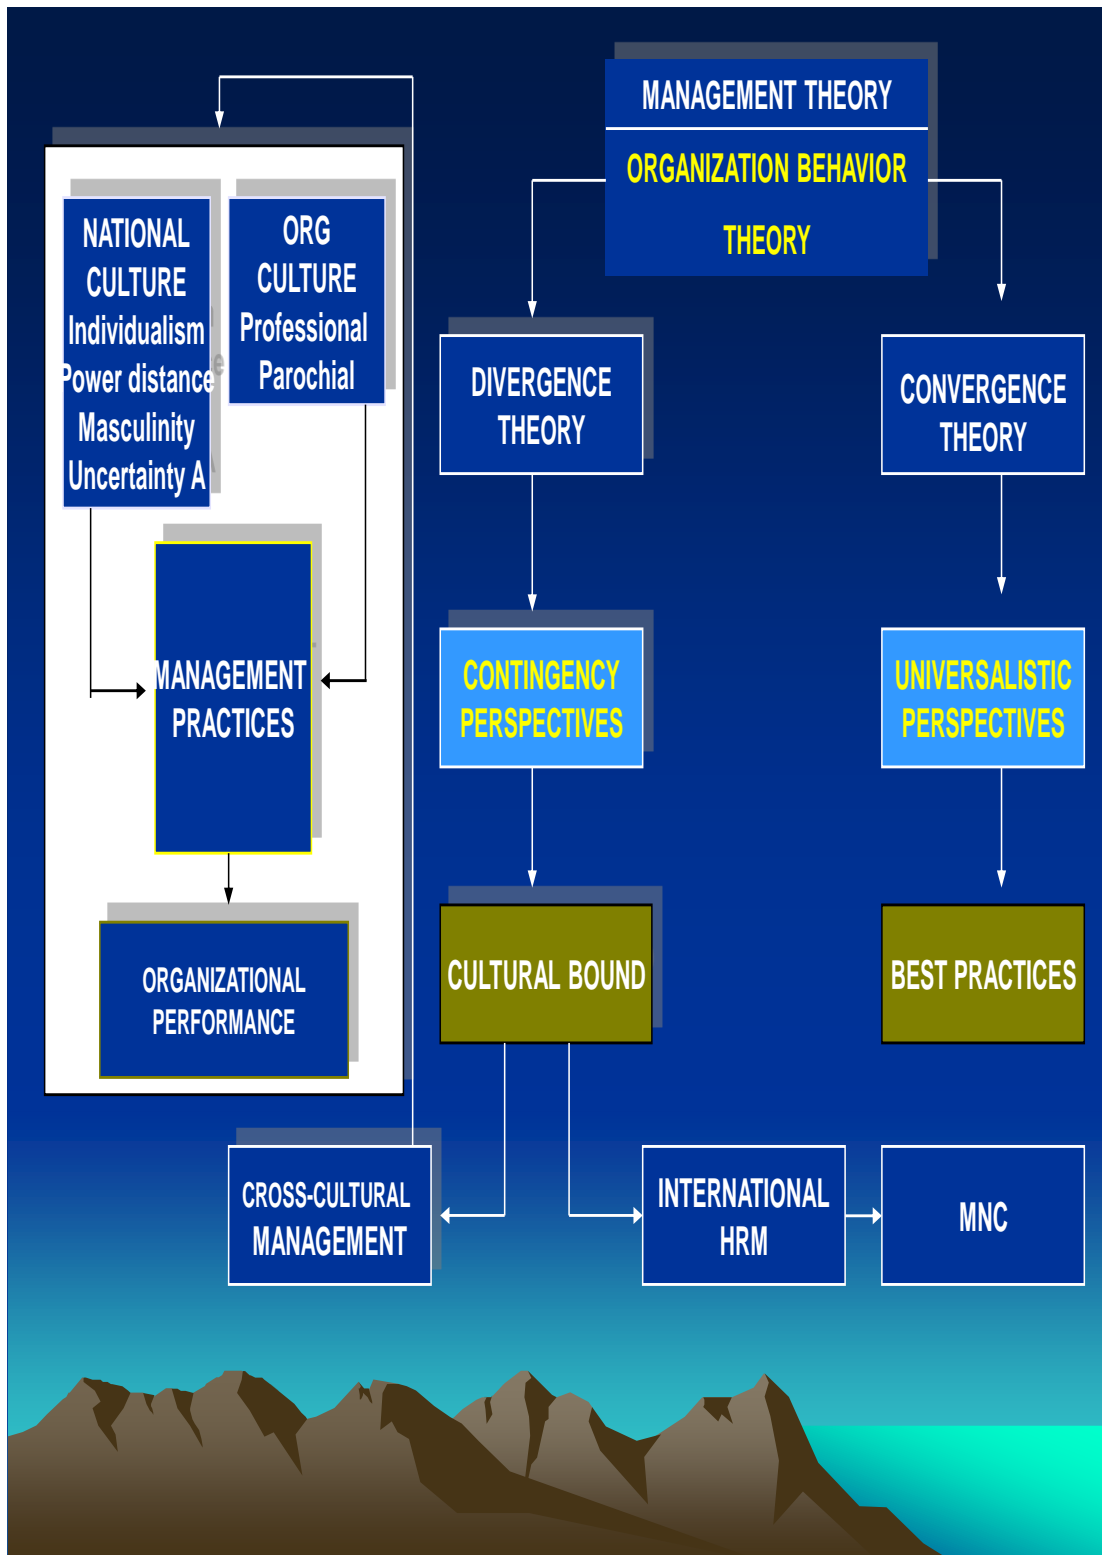 MANAGEMENT THEORY
ORGANIZATION BEHAVIOR
THEORY
NATIONAL
CULTURE
Individualism
Power distance
Masculinity
Uncertainty A
ORG
CULTURE
Professional
Parochial
DIVERGENCE
THEORY
CONVERGENCE
THEORY
MANAGEMENT
PRACTICES
CONTINGENCY
PERSPECTIVES
UNIVERSALISTIC
PERSPECTIVES
ORGANIZATIONAL
PERFORMANCE
CULTURAL BOUND
BEST PRACTICES
CROSS-CULTURAL
MANAGEMENT
INTERNATIONAL
HRM
MNC